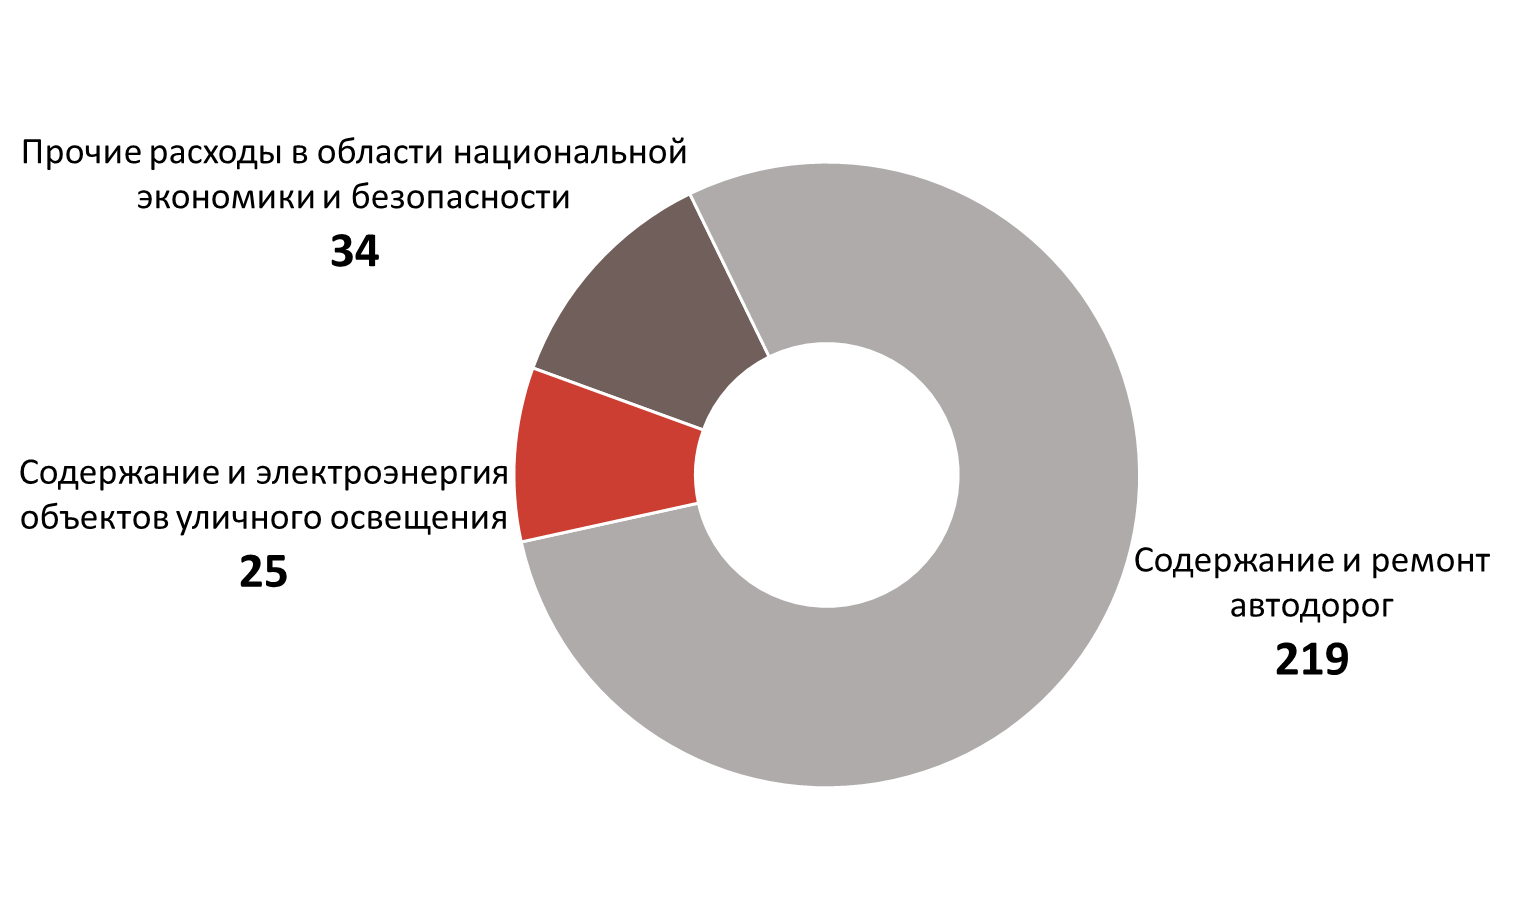 Прочие расходы в области национальной
экономики и безопасности
34
Содержание и электроэнергия
объектов уличного освещения
25
Содержание и ремонт
автодорог
219